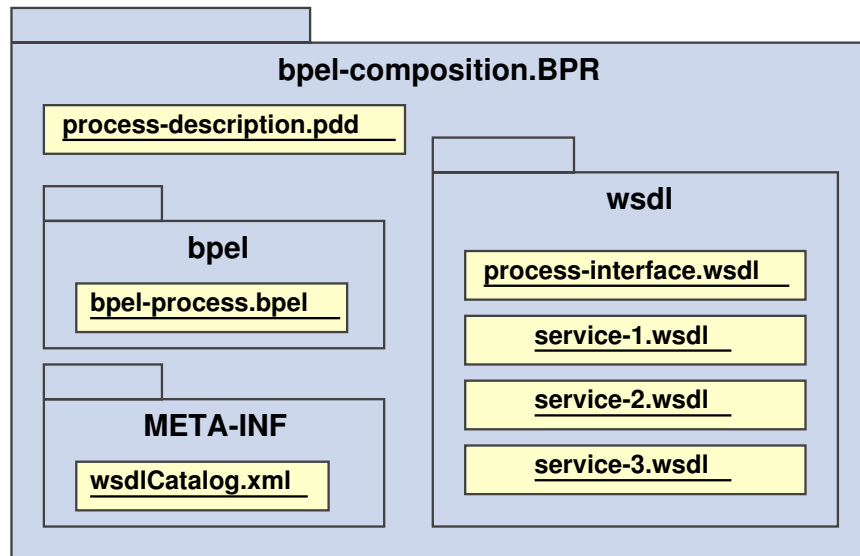 bpel-composition.BPR
process-description.pdd
bpel
bpel-process.bpel
META-INF
wsdlCatalog.xml
wsdl
process-interface.wsdl
service-1.wsdl
service-2.wsdl
service-3.wsdl